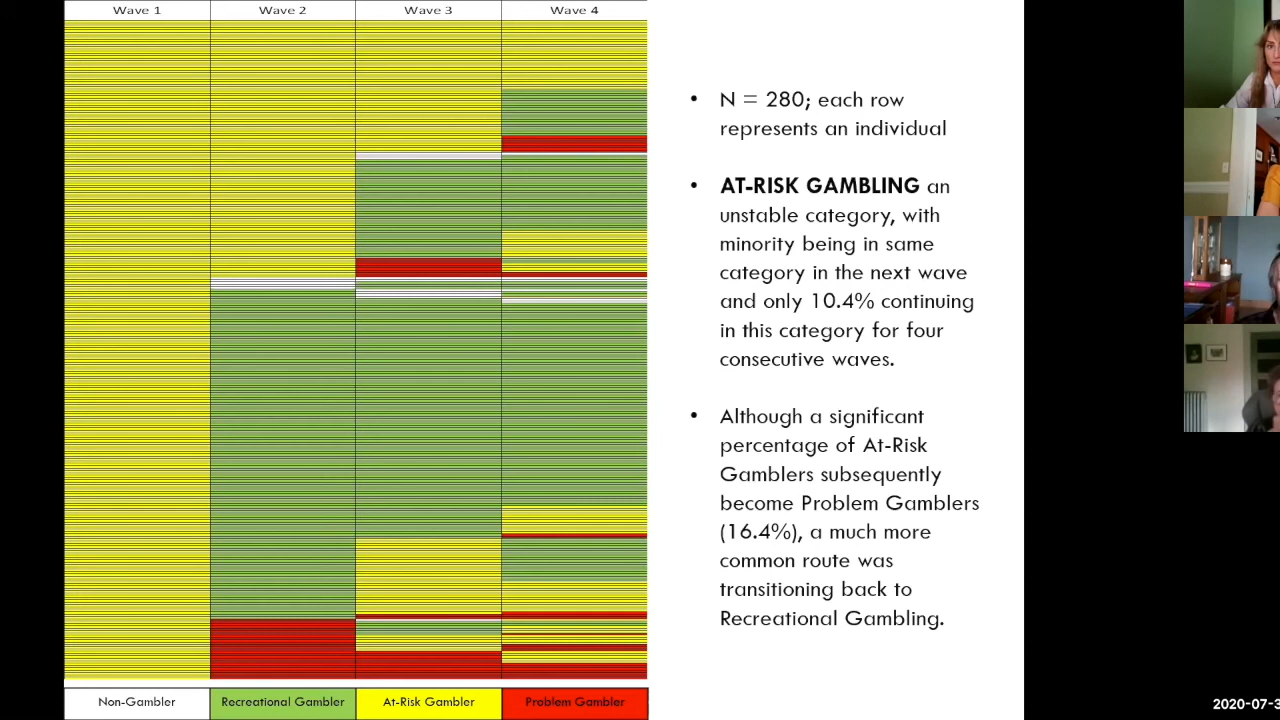 Wave 1 Wave 2 Wave 3 Wave 4
• N = 280; each row
represents an individual
• AT-RISK GAMBLING an
unstable category, with
minority being in same
category in the next wave
and only 10.4% continuing
in this category for four
consecutive waves.
• Although a significant
percentage of At-Risk
Gamblers subsequently
become Problem Gamblers
(16.4%), a much more
common route was
transitioning back to
Recreational Gambling.
Non-Gambler Recreational Gambler At-Risk Gambler Problem Gambler
2020-07-3